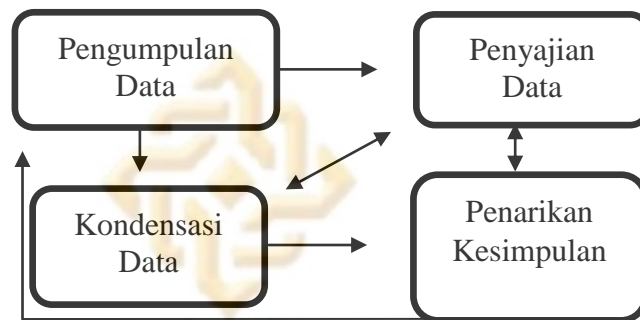 Pengumpulan
Data
Penyajian
Data
Kondensasi
Data
Penarikan
Kesimpulan